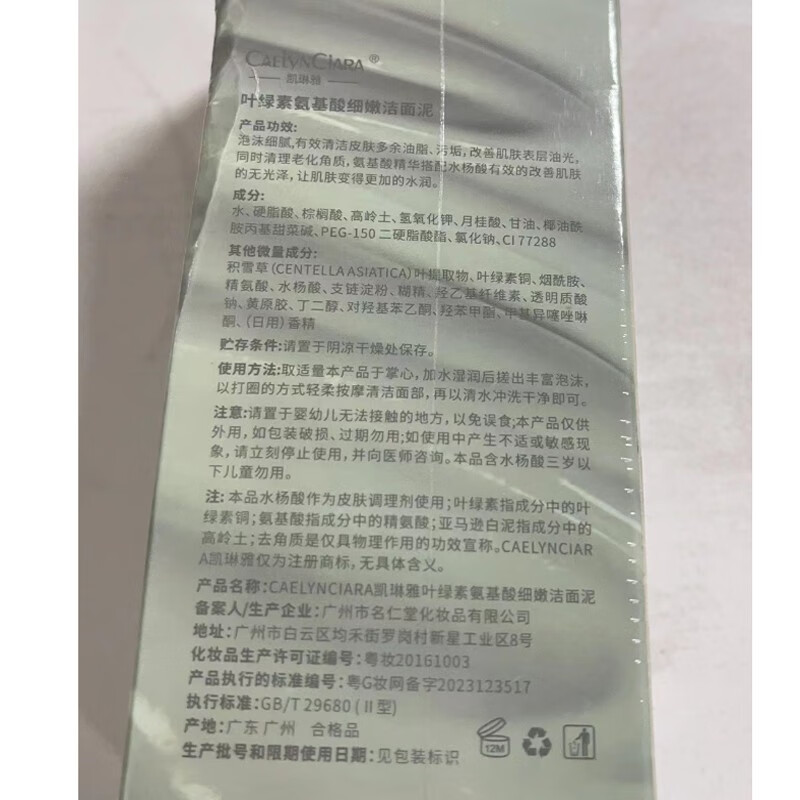 CAELYNCIARA®
凯琳雅
叶绿素氨基酸细嫩洁面泥
产品功效:
泡沫细腻,有效清洁皮肤多余油脂、污垢,改善肌肤表层油光,
同时清理老化角质,氨基酸精华搭配水杨酸有效的改善肌肤
的无光泽,让肌肤变得更加的水润。
成分:
水、硬脂酸、棕榈酸、高岭土、氢氧化钾、月桂酸、甘油、椰油酰
胺丙基甜菜碱、PEG-150 二硬脂酸酯、氯化钠、CI 77288
其他微量成分:
积雪草(CENTELLA ASIATICA)叶提取物、叶绿素铜、烟酰胺、
精氨酸、水杨酸、支链淀粉、糊精、羟乙基纤维素、透明质酸
钠、黄原胶、丁二醇、对羟基苯乙酮、羟苯甲酯、甲基异噻唑啉
酮、(日用)香精
贮存条件:请置于阴凉干燥处保存。
使用方法:取适量本产品于掌心,加水湿润后搓出丰富泡沫,
以打圈的方式轻柔按摩清洁面部,再以清水冲洗干净即可。
注意:请置于婴幼儿无法接触的地方,以免误食;本产品仅供
外用,如包装破损、过期勿用;如使用中产生不适或敏感现
象,请立刻停止使用,并向医师咨询。本品含水杨酸三岁以
下儿童勿用。
注: 本品水杨酸作为皮肤调理剂使用;叶绿素指成分中的叶
绿素铜;氨基酸指成分中的精氨酸;亚马逊白泥指成分中的
高岭土;去角质是仅具物理作用的功效宣称。CAELYNCIAR
A凯琳雅仅为注册商标,无具体含义。
产品名称:CAELYNCIARA凯琳雅叶绿素氨基酸细嫩洁面泥
备案人/生产企业:广州市名仁堂化妆品有限公司
地址:广州市白云区均禾街罗岗村新星工业区8号
化妆品生产许可证编号:粤妆20161003
产品执行的标准编号:粤G妆网备字2023123517
执行标准:GB/T 29680 (Ⅱ型)
产地:广东 广州 合格品
生产批号和限期使用日期:见包装标识
12M